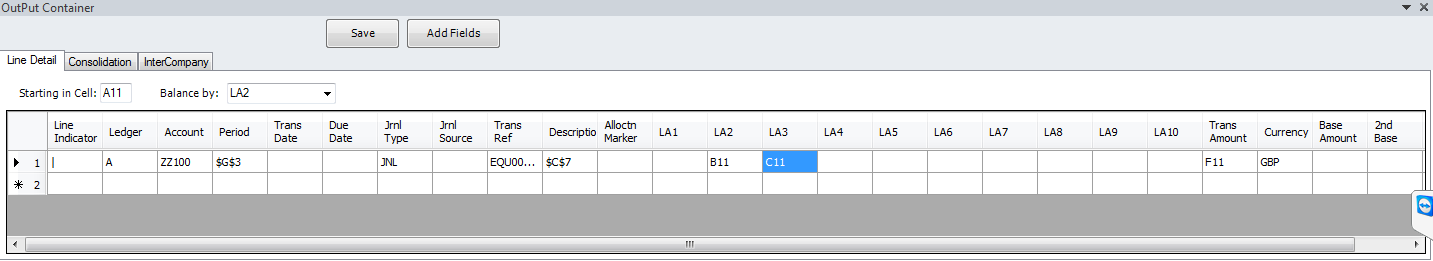 OutPut Container
Save Add Fields
Line Detail Consolidation InterCompany
Starting in Cell: A11 Balance by: LA2
Line Indicator Ledger Account Period Trans Date Due Date Jrnl Type Jrnl Source Trans Ref Descriptio Alloctn Marker LA1 LA2 LA3 LA4 LA5 LA6 LA7 LA8 LA9 LA10 Trans Amount Currency Base Amount 2nd Base
1 | A ZZ100 $G$3 JNL EQU00... $C$7 B11 C11 F11 GBP
2